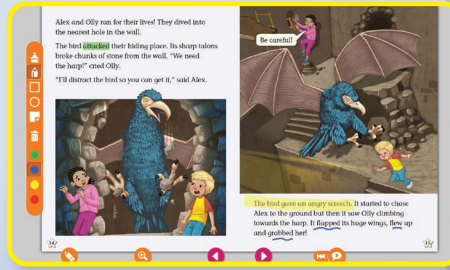 Alex and Olly ran for their lives! They dived into
the nearest hole in the wall.
The bird attacked their hiding place. Its sharp talons
broke chunks of stone from the wall. "We need
the harp!" cried Olly.
"I'll distract the bird so you can get it," said Alex.
14
Be careful!
The bird gave an angry screech. It started to chase
Alex to the ground but then it saw Olly climbing
towards the harp. It flapped its huge wings, flew up
and grabbed her!
15